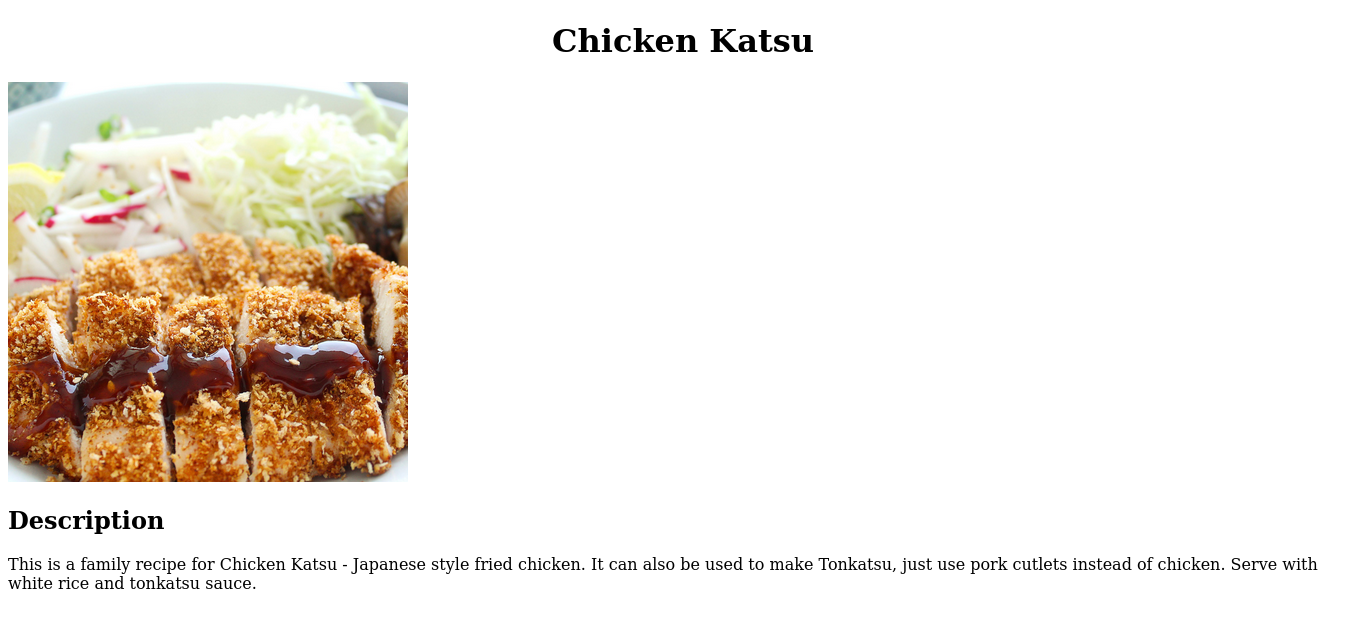 Chicken Katsu
Description
This is a family recipe for Chicken Katsu - Japanese style fried chicken. It can also be used to make Tonkatsu, just use pork cutlets instead of chicken. Serve with
white rice and tonkatsu sauce.